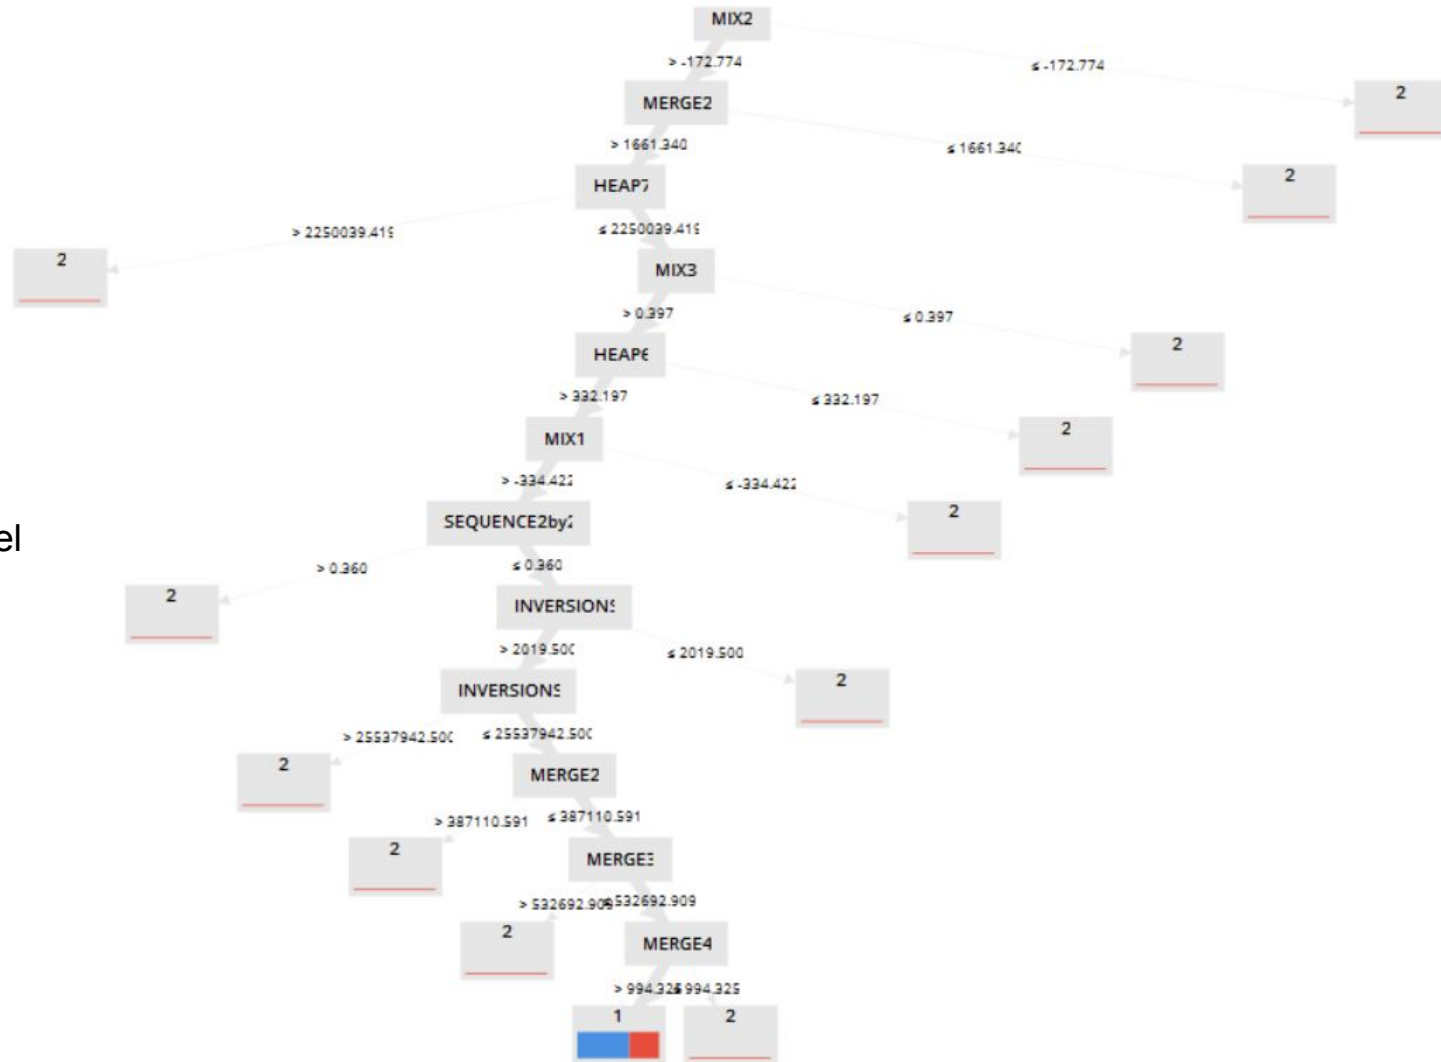 MIX2
> -172.774
≤ -172.774
MERGE2
2
> 1661.340
≤ 1661.340
HEAP7
2
> 2250039.419
≤ 2250039.419
2
MIX3
> 0.397
≤ 0.397
HEAP6
2
> 332.197
≤ 332.197
MIX1
2
> -334.422
≤ -334.422
SEQUENCE2by2
2
el
> 0.360
≤ 0.360
2
INVERSIONS
> 2019.500
≤ 2019.500
INVERSIONS
2
> 25537942.500
≤ 25537942.500
2
MERGE2
> 387110.591
≤ 387110.591
2
MERGE3
> 532692.909
≤ 532692.909
2
MERGE4
> 994.325
≤ 994.325
1
2